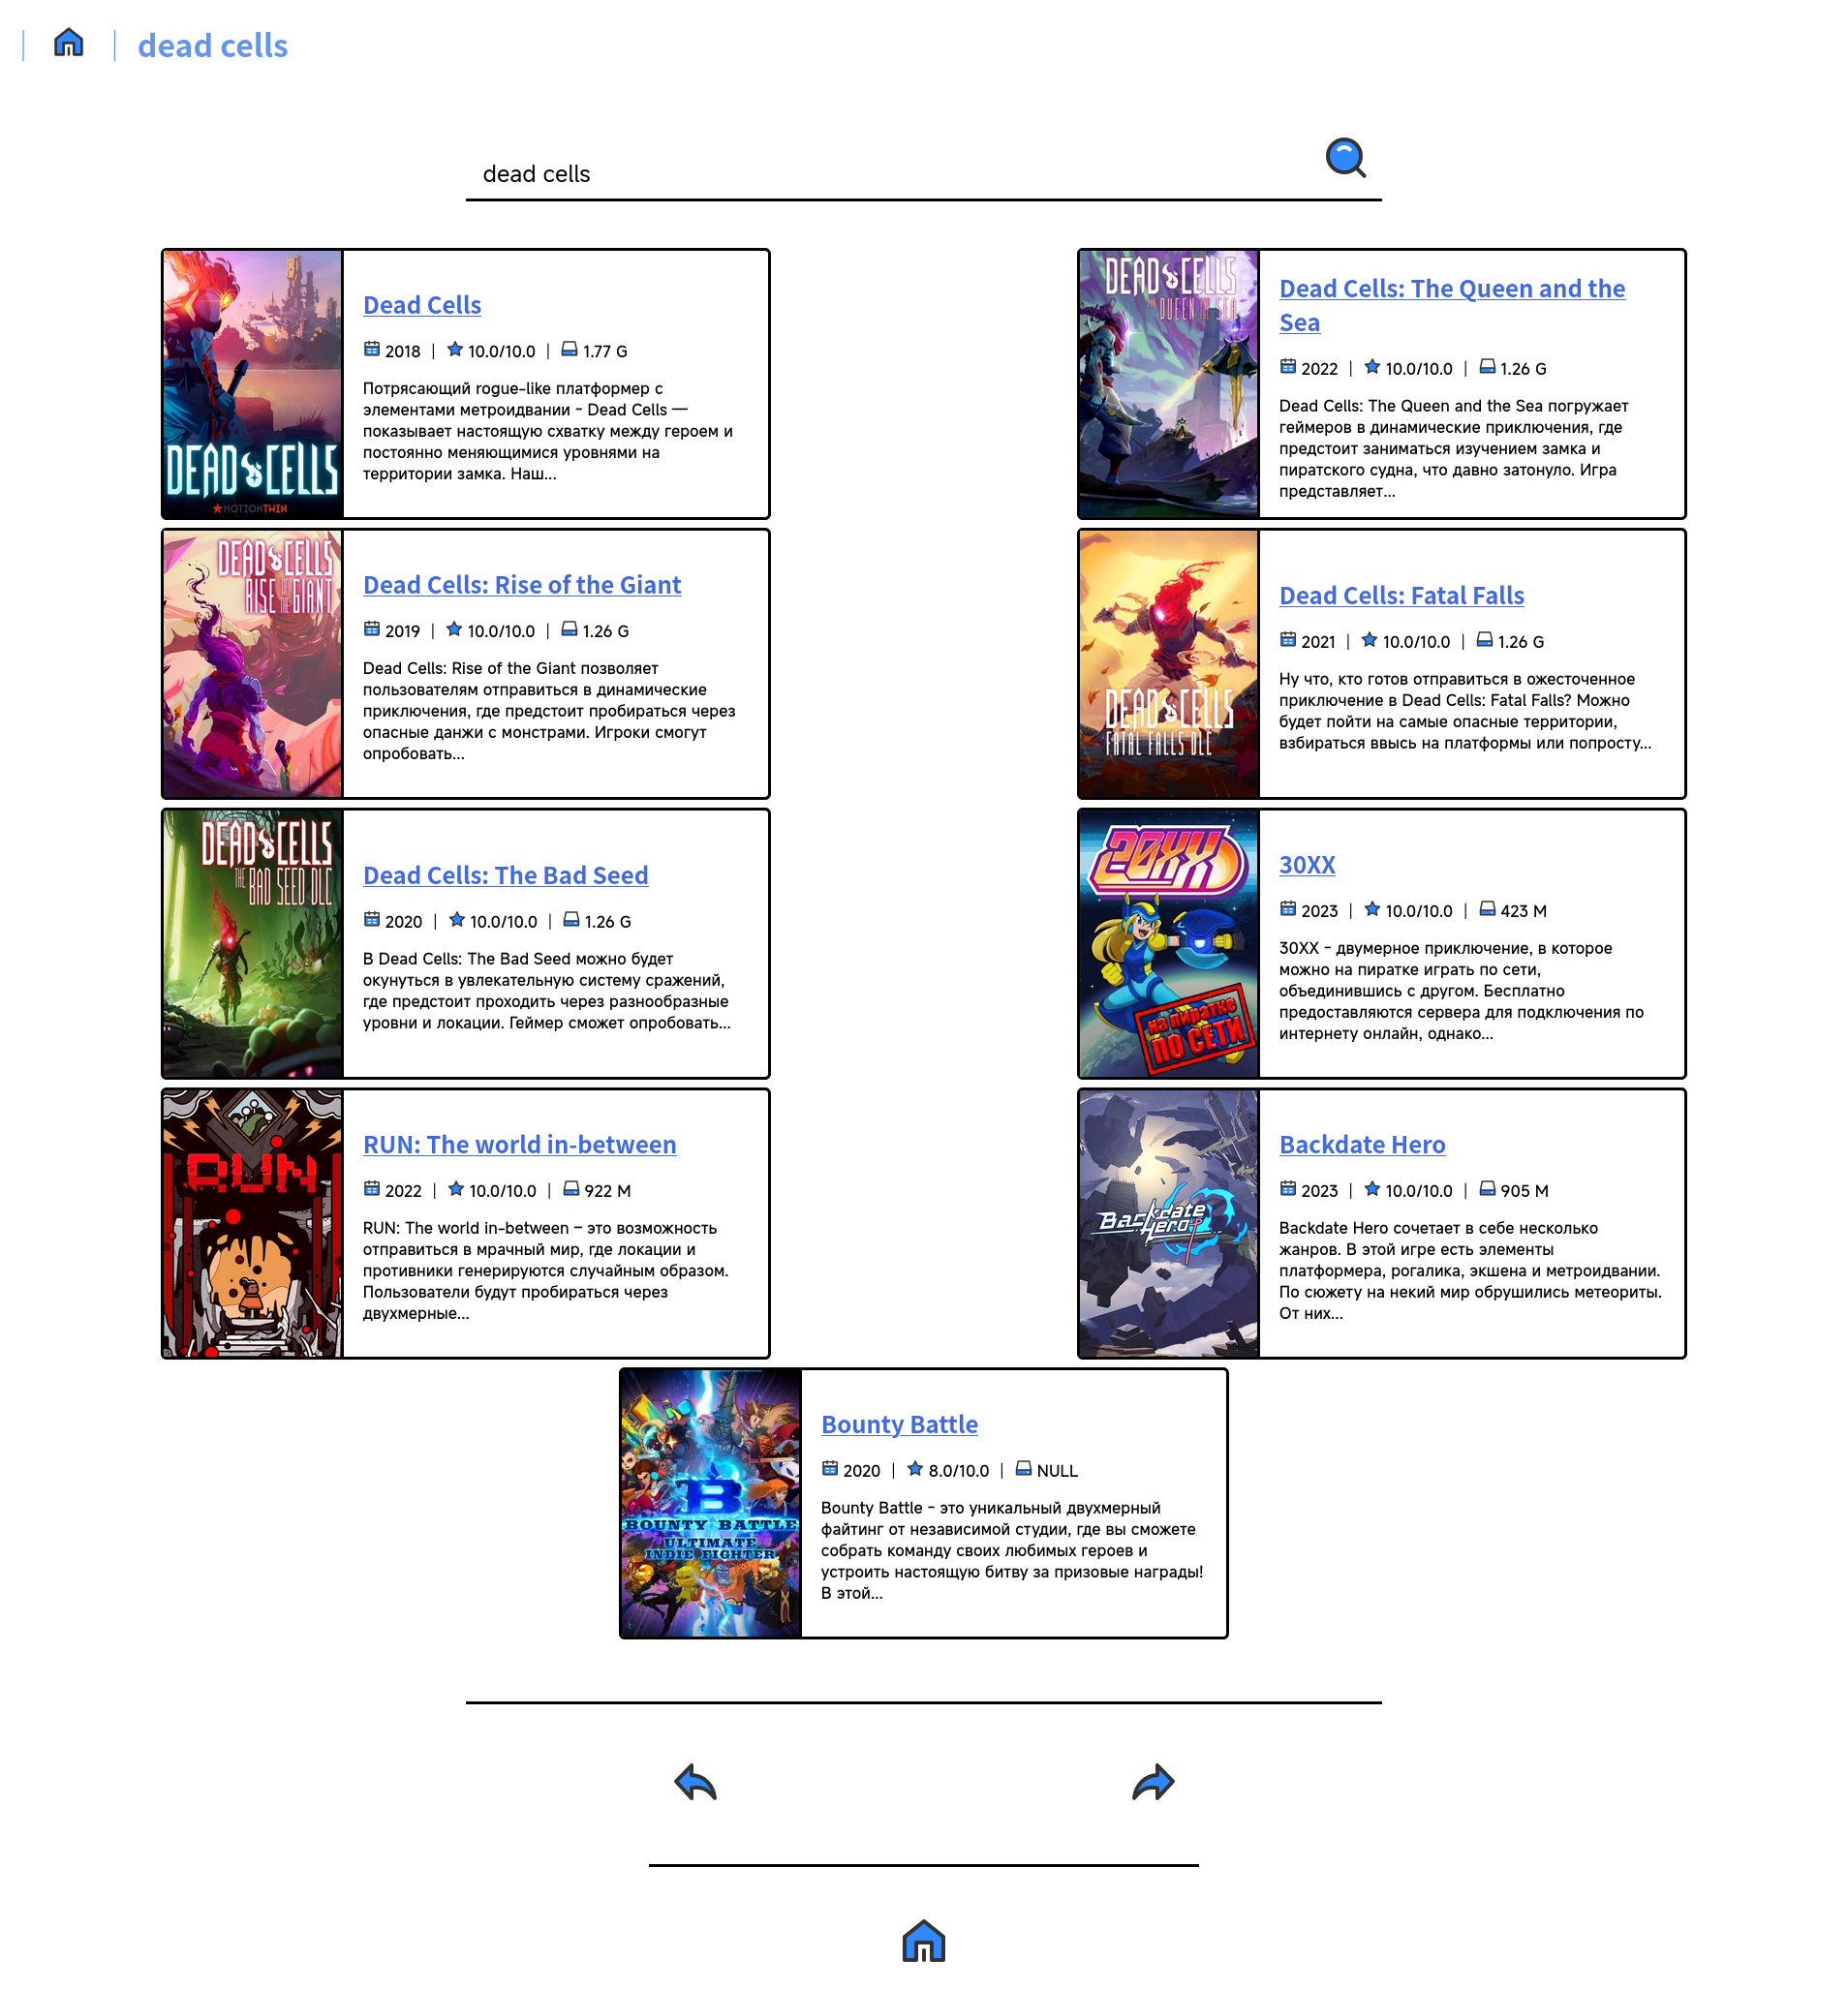 dead cells
dead cells
Dead Cells
2018 | 10.0/10.0 | 1.77 G
Потрясающий rogue-like платформер с
элементами метроидвании - Dead Cells —
показывает настоящую схватку между героем и
постоянно меняющимися уровнями на
территории замка. Наш...
DEAD CELLS
MOTIONTWIN
DEAD CELLS
QUEEN AND THE SEA
Dead Cells: The Queen and the
Sea
2022 | 10.0/10.0 | 1.26 G
Dead Cells: The Queen and the Sea погружает
геймеров в динамические приключения, где
предстоит заниматься изучением замка и
пиратского судна, что давно затонуло. Игра
представляет...
DEAD CELLS
RISE OF THE GIANT
Dead Cells: Rise of the Giant
2019 | 10.0/10.0 | 1.26 G
Dead Cells: Rise of the Giant позволяет
пользователям отправиться в динамические
приключения, где предстоит пробираться через
опасные данжи с монстрами. Игроки смогут
опробовать...
DEAD CELLS
FATAL FALLS DLC
Dead Cells: Fatal Falls
2021 | 10.0/10.0 | 1.26 G
Ну что, кто готов отправиться в ожесточенное
приключение в Dead Cells: Fatal Falls? Можно
будет пойти на самые опасные территории,
взбираться ввысь на платформы или попросту...
DEAD CELLS
THE BAD SEED DLC
Dead Cells: The Bad Seed
2020 | 10.0/10.0 | 1.26 G
В Dead Cells: The Bad Seed можно будет
окунуться в увлекательную систему сражений,
где предстоит проходить через разнообразные
уровни и локации. Геймер сможет опробовать...
30XX
на пиратке
ПО СЕТИ
30XX
2023 | 10.0/10.0 | 423 M
30XX - двумерное приключение, в которое
можно на пиратке играть по сети,
объединившись с другом. Бесплатно
предоставляются сервера для подключения по
интернету онлайн, однако...
RUN
RUN: The world in-between
2022 | 10.0/10.0 | 922 M
RUN: The world in-between – это возможность
отправиться в мрачный мир, где локации и
противники генерируются случайным образом.
Пользователи будут пробираться через
двухмерные...
Backdate
Hero
Backdate Hero
2023 | 10.0/10.0 | 905 M
Backdate Hero сочетает в себе несколько
жанров. В этой игре есть элементы
платформера, рогалика, экшена и метроидвании.
По сюжету на некий мир обрушились метеориты.
От них...
B
BOUNTY BATTLE
ULTIMATE
INDIE FIGHTER
Bounty Battle
2020 | 8.0/10.0 | NULL
Bounty Battle - это уникальный двухмерный
файтинг от независимой студии, где вы сможете
собрать команду своих любимых героев и
устроить настоящую битву за призовые награды!
В этой...